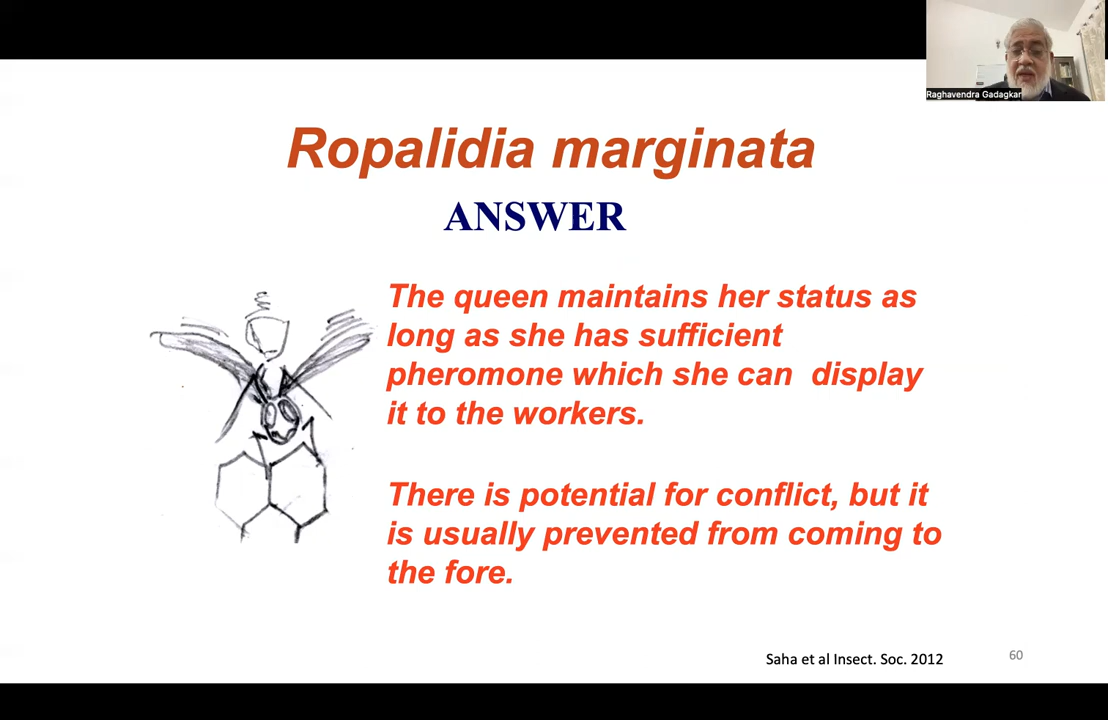 Raghavendra Gadagkar
Ropalidia marginata
ANSWER
The queen maintains her status as
long as she has sufficient
pheromone which she can display
it to the workers.
There is potential for conflict, but it
is usually prevented from coming to
the fore.
Saha et al Insect. Soc. 2012
60